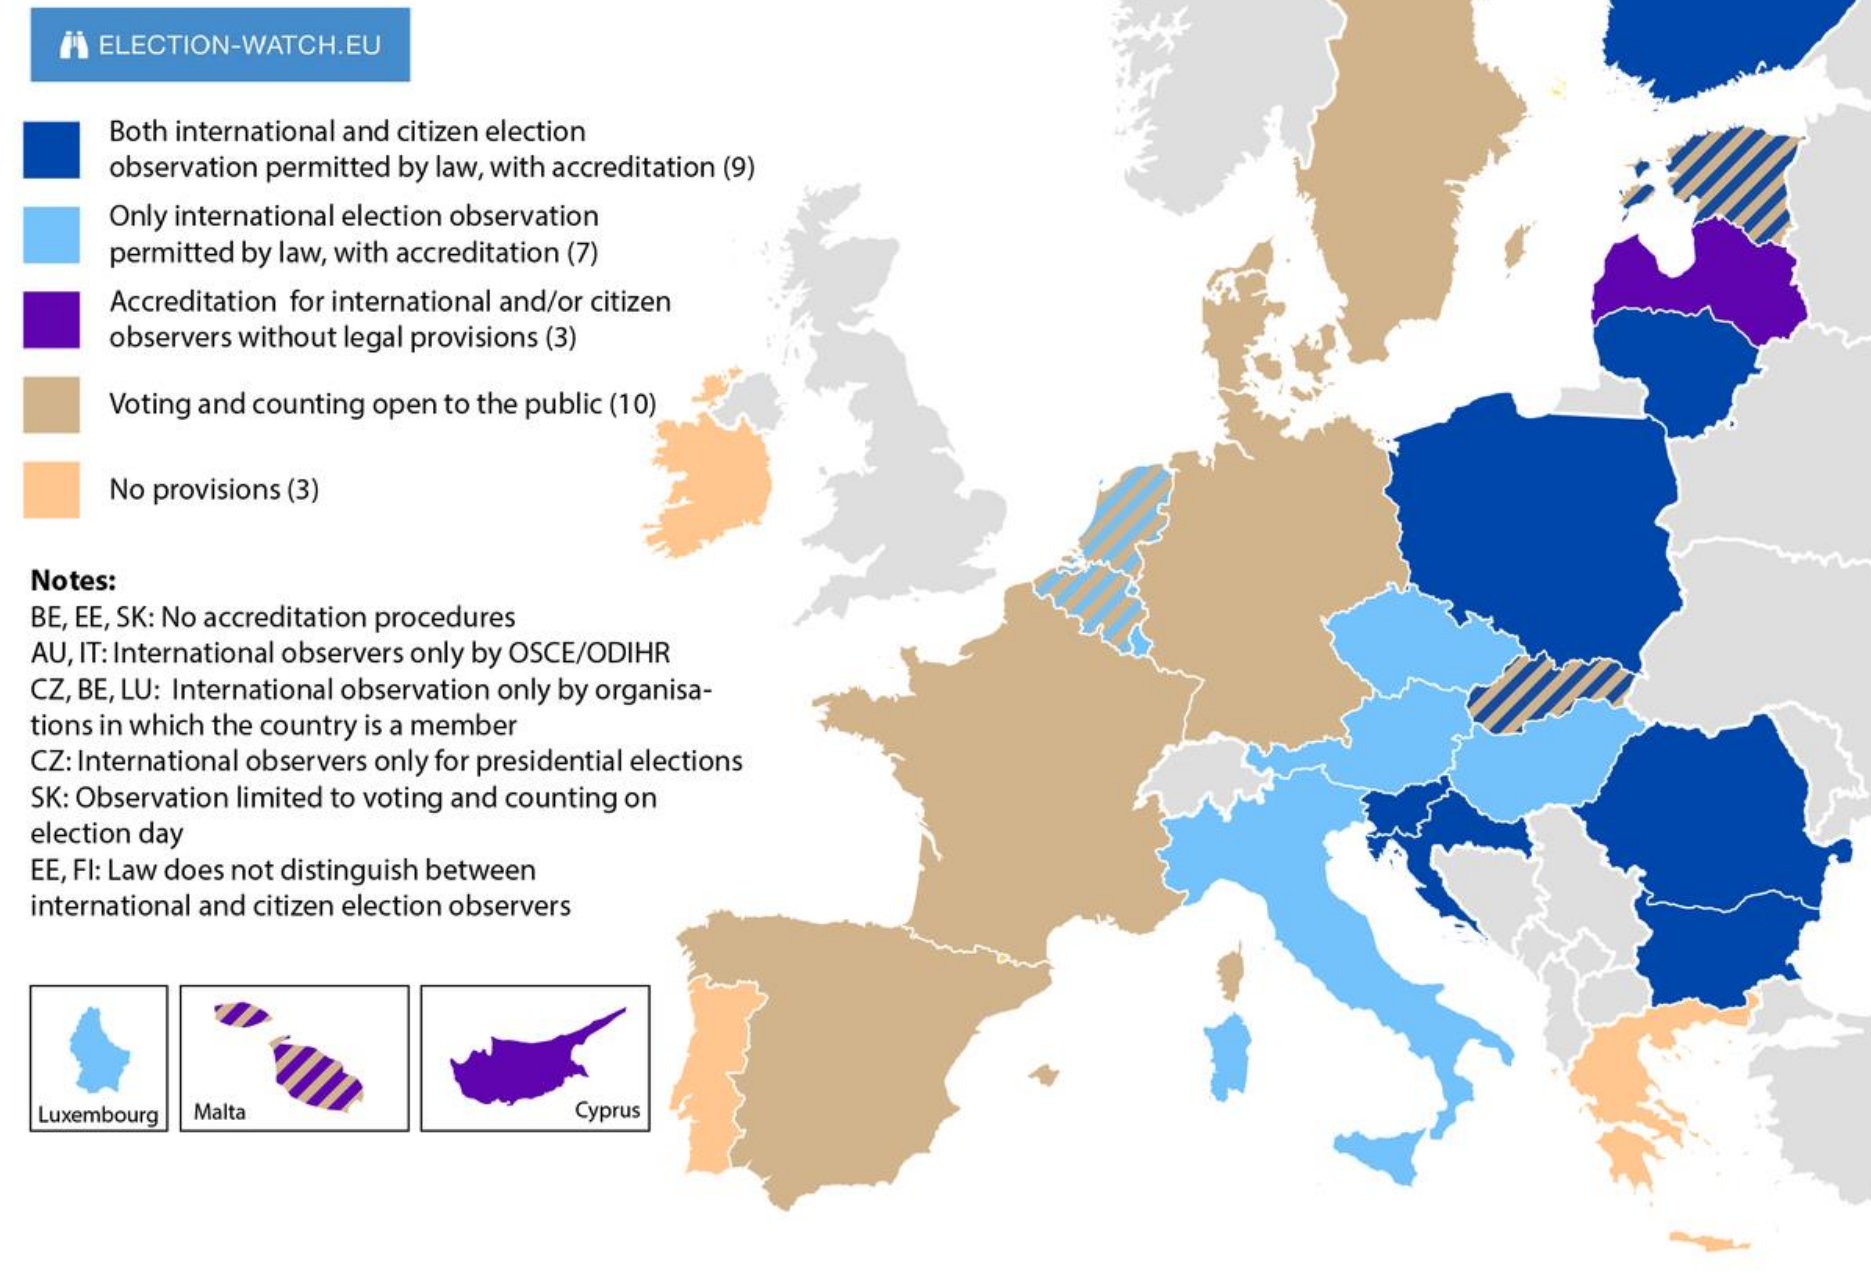 ELECTION-WATCH.EU
Both international and citizen election
observation permitted by law, with accreditation (9)
Only international election observation
permitted by law, with accreditation (7)
Accreditation for international and/or citizen
observers without legal provisions (3)
Voting and counting open to the public (10)
No provisions (3)
Notes:
BE, EE, SK: No accreditation procedures
AU, IT: International observers only by OSCE/ODIHR
CZ, BE, LU: International observation only by organisa-
tions in which the country is a member
CZ: International observers only for presidential elections
SK: Observation limited to voting and counting on
election day
EE, FI: Law does not distinguish between
international and citizen election observers
Luxembourg
Malta
Cyprus